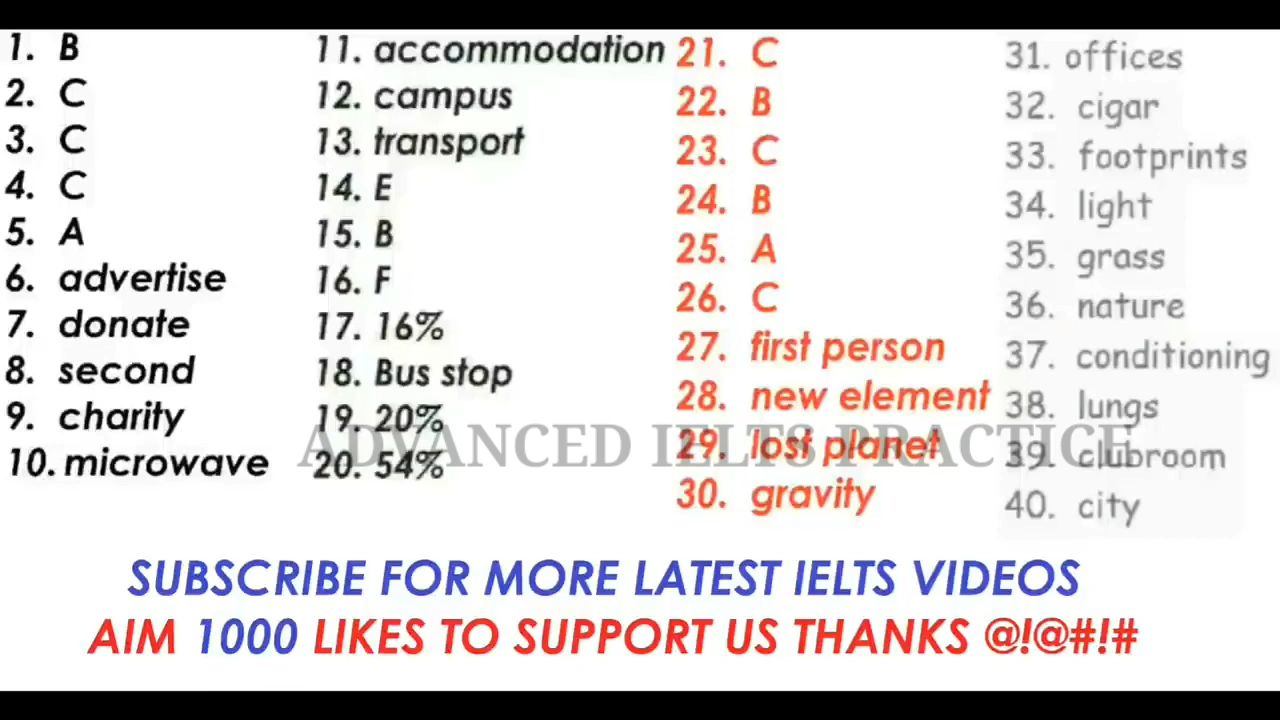 1. B
2. C
3. C
4. C
5. A
6. advertise
7. donate
8. second
9. charity
10. microwave
11. accommodation
12. campus
13. transport
14. E
15. B
16. F
17. 16%
18. Bus stop
19. 20%
20. 54%
21. C
22. B
23. C
24. B
25. A
26. C
27. first person
28. new element
29. lost planet
30. gravity
31. offices
32. cigar
33. footprints
34. light
35. grass
36. nature
37. conditioning
38. lungs
39. clubroom
40. city
ADVANCED IELTS PRACTICE
SUBSCRIBE FOR MORE LATEST IELTS VIDEOS
AIM 1000 LIKES TO SUPPORT US THANKS @!@#!#